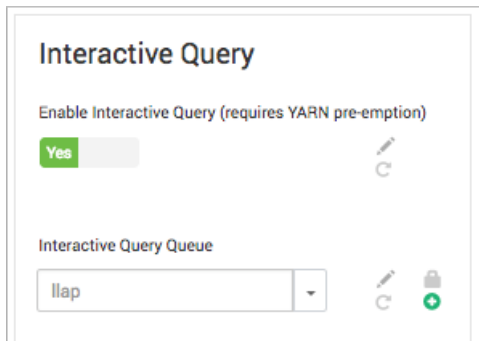 Interactive Query
Enable Interactive Query (requires YARN pre-emption)
Yes
Interactive Query Queue
llap